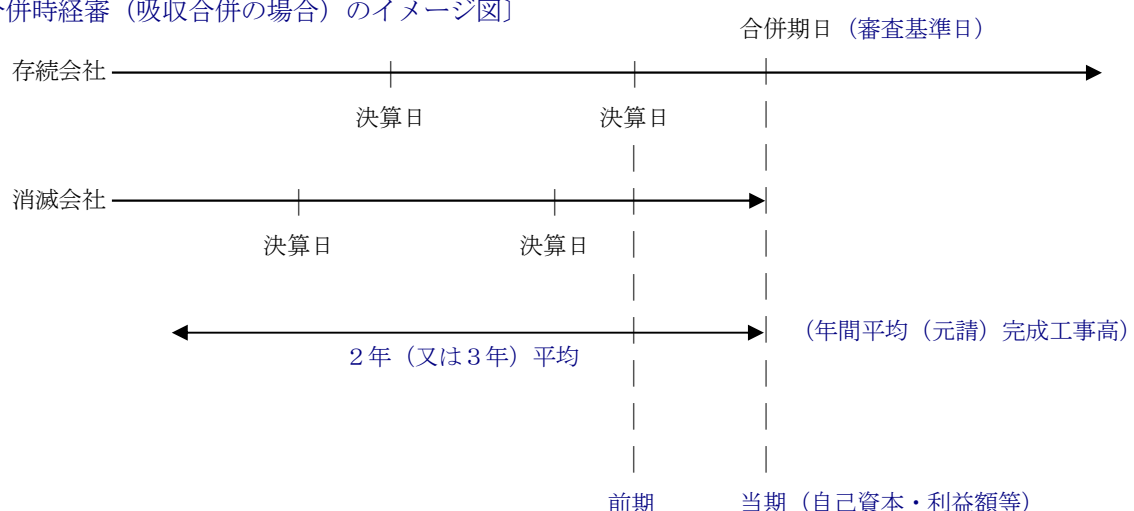 併時経審（吸収合併の場合）のイメージ図〕
合併期日（審査基準日）
存続会社
決算日
決算日
消滅会社
決算日
決算日
（年間平均（元請）完成工事高）
２年（又は３年）平均
前期
当期（自己資本・利益額等）